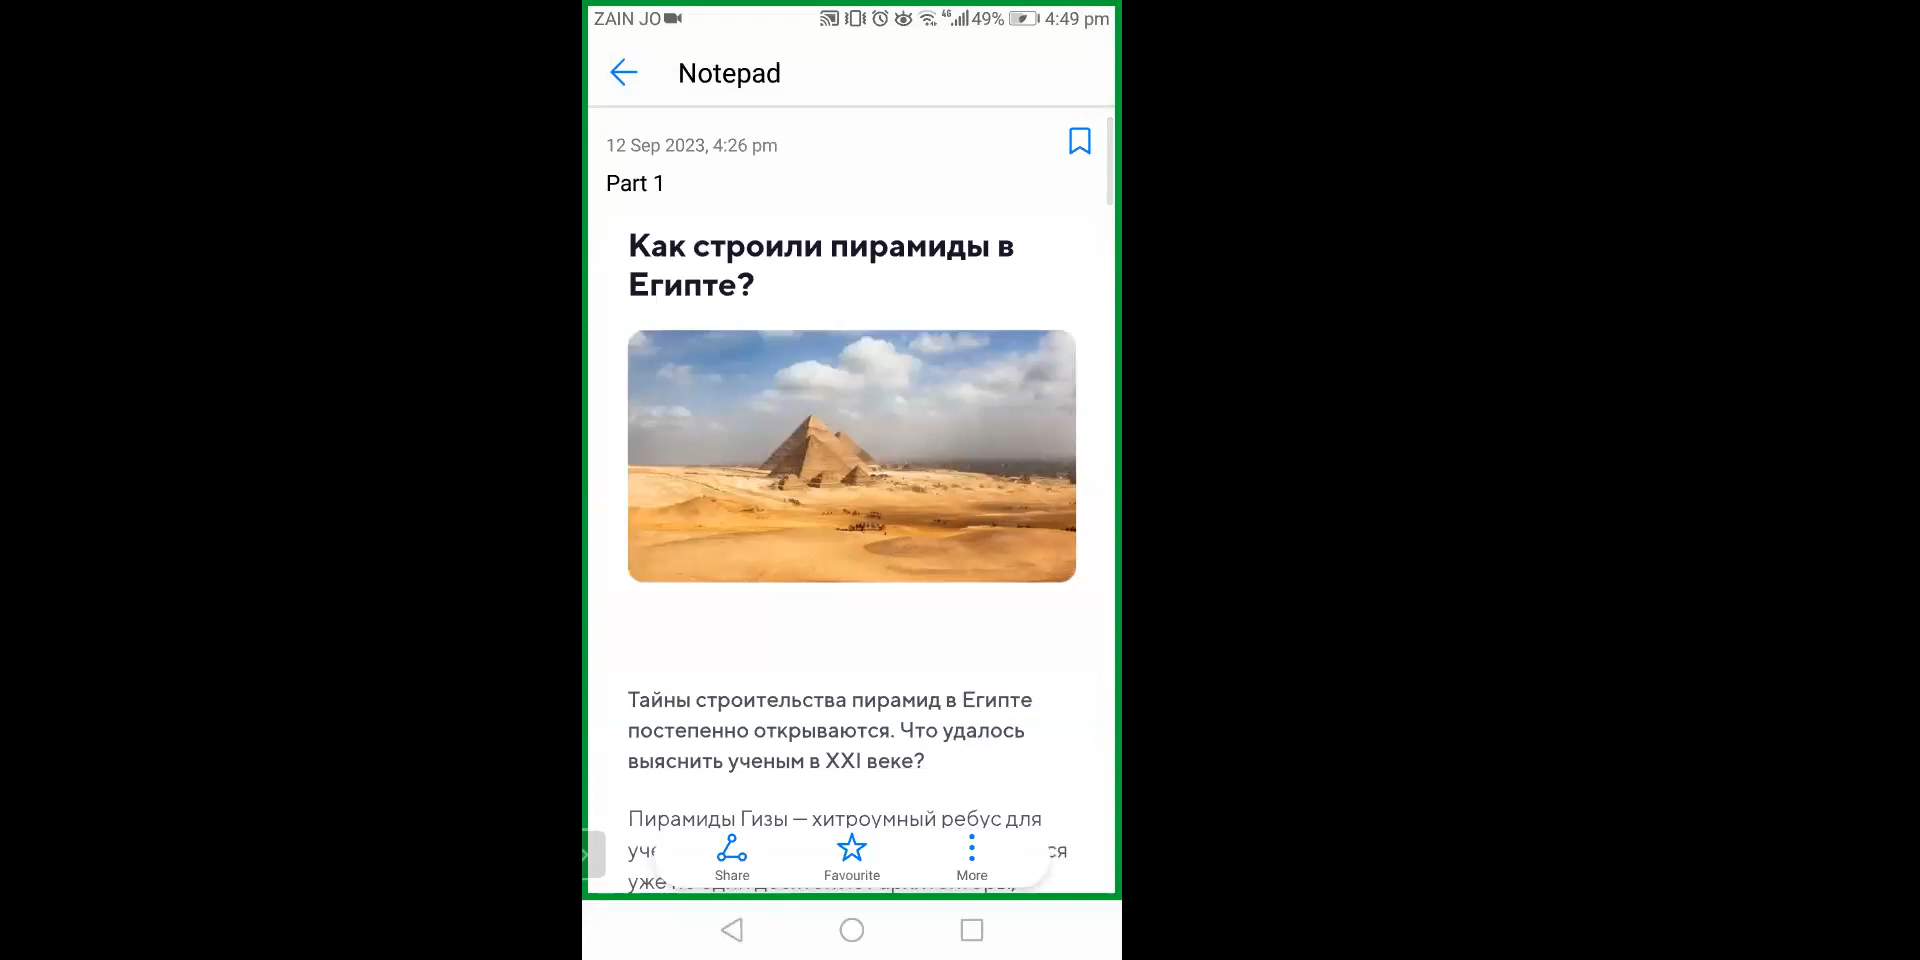 ZAIN JO 4G 49% 4:49 pm
Notepad
12 Sep 2023, 4:26 pm
Part 1
Как строили пирамиды в
Египте?
Тайны строительства пирамид в Египте
постепенно открываются. Что удалось
выяснить ученым в XXI веке?
Пирамиды Гизы — хитроумный ребус для
уже
Share Favourite More